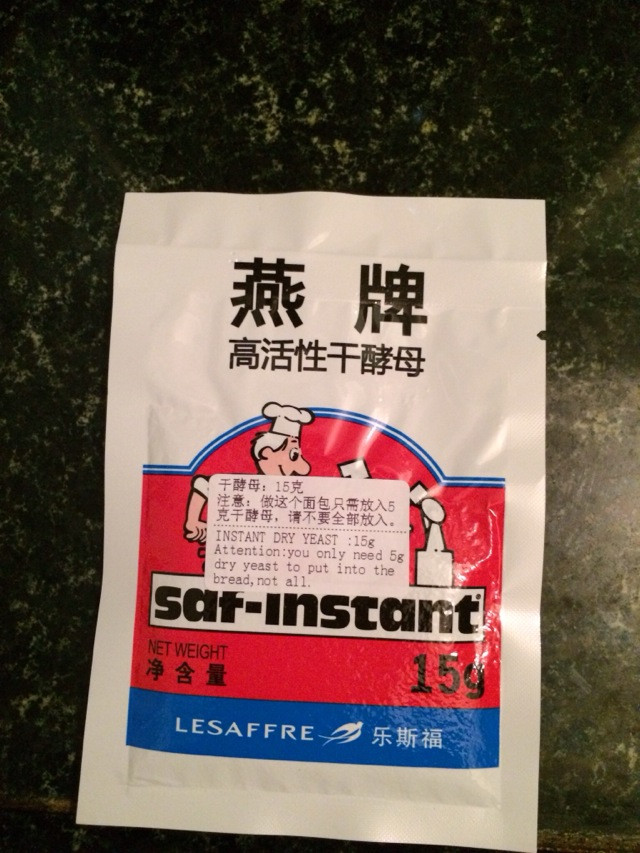 燕牌
高活性干酵母
干酵母：15克
注意：做这个面包只需放入5
克干酵母，请不要全部放入。
INSTANT DRY YEAST :15g
Attention:you only need 5g
dry yeast to put into the
bread,not all.
saf-instant®
NET WEIGHT
净含量
15g
LESAFFRE 乐斯福